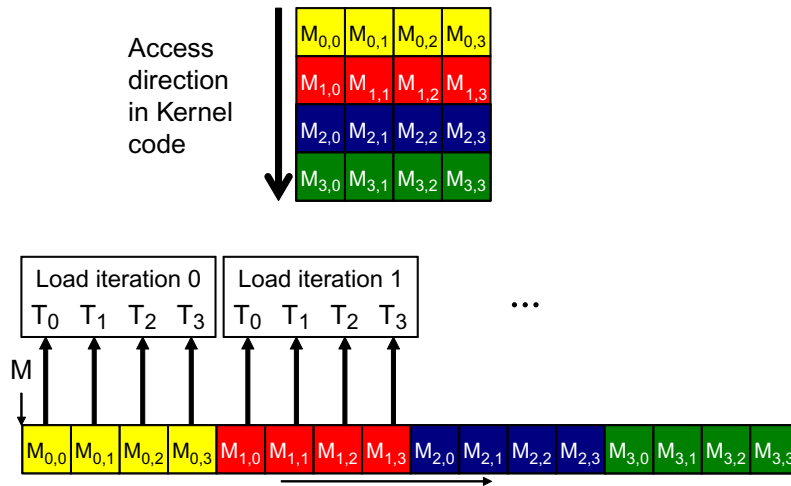 Access
direction
in Kernel
code
M0,0 M0,1 M0,2 M0,3
M1,0 M1,1 M1,2 M1,3
M2,0 M2,1 M2,2 M2,3
M3,0 M3,1 M3,2 M3,3
Load iteration 0 Load iteration 1
T0 T1 T2 T3 T0 T1 T2 T3 ...
M
M0,0 M0,1 M0,2 M0,3 M1,0 M1,1 M1,2 M1,3 M2,0 M2,1 M2,2 M2,3 M3,0 M3,1 M3,2 M3,3